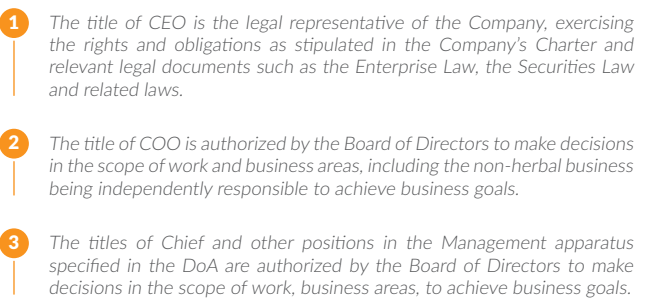 1
The title of CEO is the legal representative of the Company, exercising
the rights and obligations as stipulated in the Company's Charter and
relevant legal documents such as the Enterprise Law, the Securities Law
and related laws.
2
The title of COO is authorized by the Board of Directors to make decisions
in the scope of work and business areas, including the non-herbal business
being independently responsible to achieve business goals.
3
The titles of Chief and other positions in the Management apparatus
specified in the DoA are authorized by the Board of Directors to make
decisions in the scope of work, business areas, to achieve business goals.